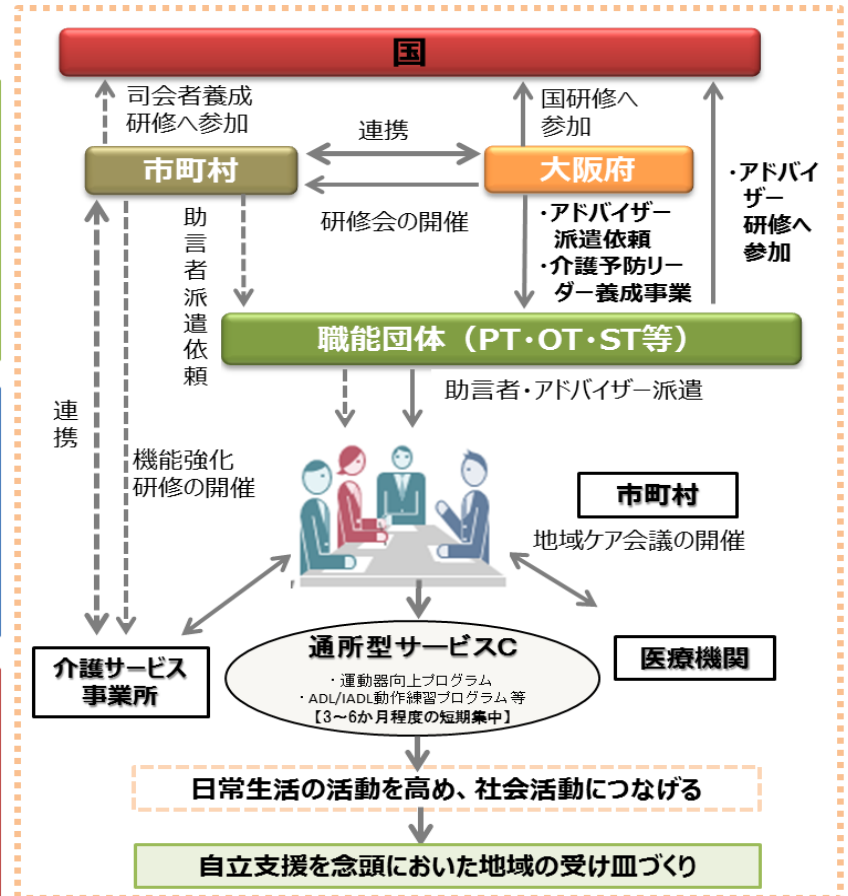 国
司会者養成
研修へ参加
国研修へ
参加
連携
市町村
大阪府
・アドバイ
ザー
研修へ
参加
研修会の開催
助言者派遣依頼
・アドバイザー
派遣依頼
・介護予防リー
ダー養成事業
職能団体（PT・OT・ST等）
助言者・アドバイザー派遣
連携
機能強化
研修の開催
市町村
地域ケア会議の開催
介護サービス
事業所
通所型サービスC
・運動器向上プログラム
・ADL/IADL動作練習プログラム等
【3～6か月程度の短期集中】
医療機関
日常生活の活動を高め、社会活動につなげる
自立支援を念頭においた地域の受け皿づくり